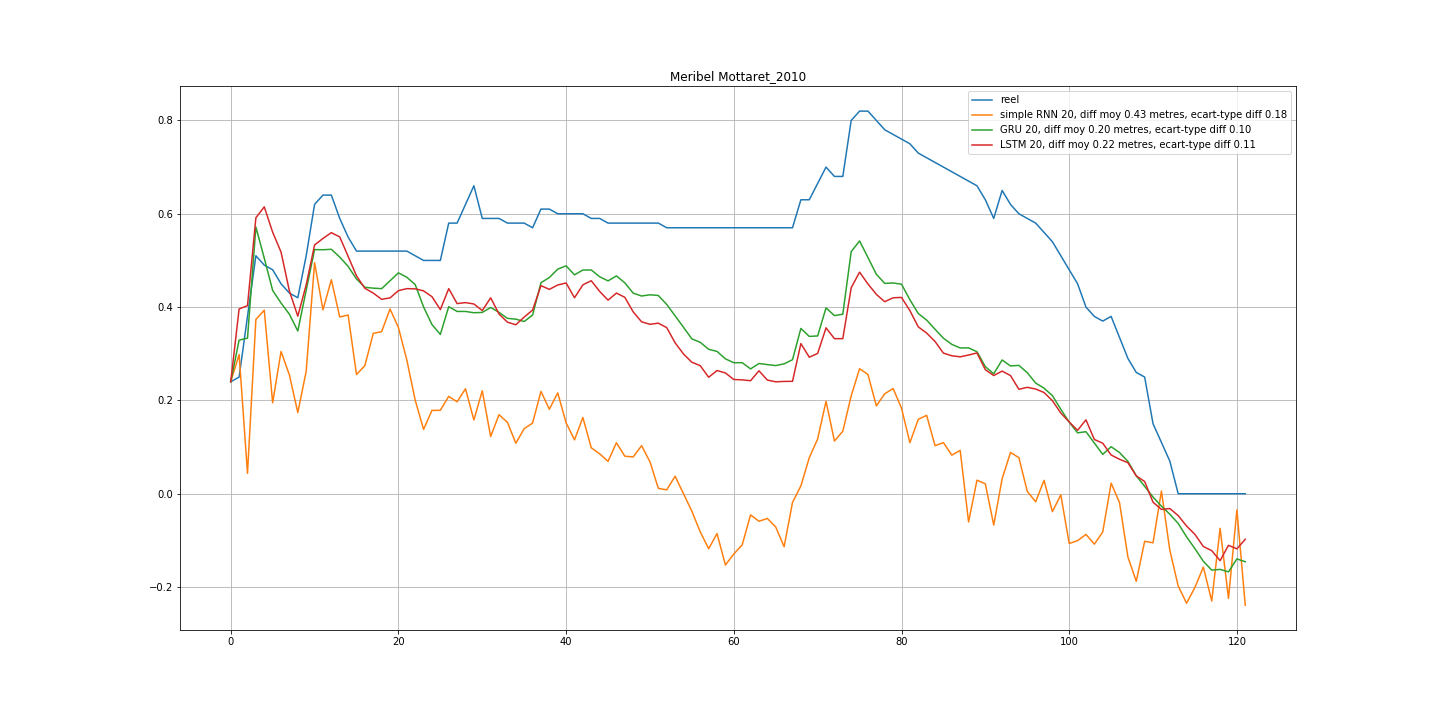 Meribel Mottaret_2010
reel
simple RNN 20, diff moy 0.43 metres, ecart-type diff 0.18
GRU 20, diff moy 0.20 metres, ecart-type diff 0.10
LSTM 20, diff moy 0.22 metres, ecart-type diff 0.11
0.8
0.6
0.4
0.2
0.0
−0.2
0 20 40 60 80 100 120